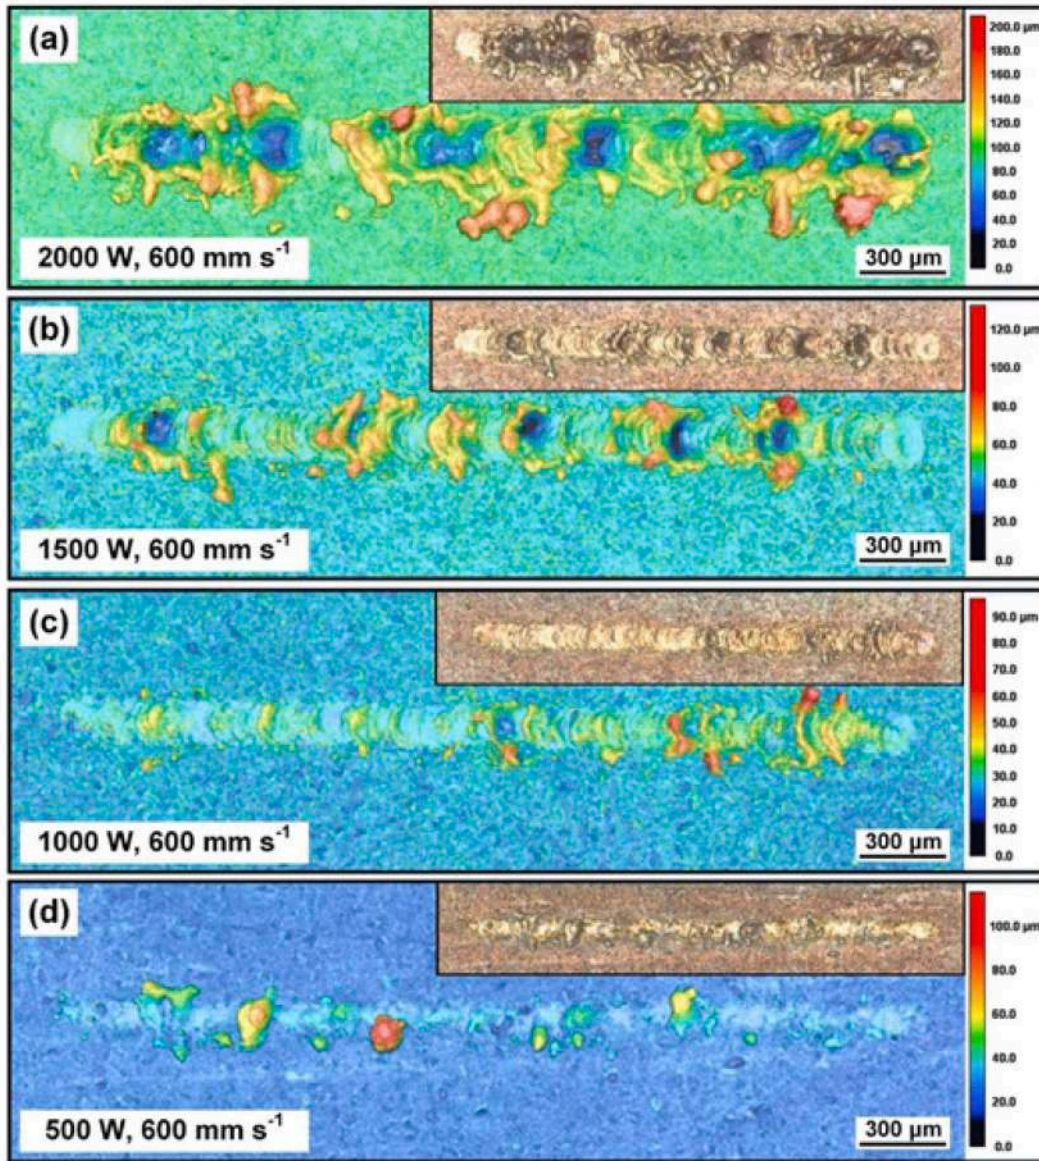 (a)
200.0 µm
180.0
160.0
140.0
120.0
100.0
80.0
60.0
40.0
20.0
0.0
2000 W, 600 mm s⁻¹
300 µm
(b)
120.0 µm
100.0
80.0
60.0
40.0
20.0
0.0
1500 W, 600 mm s⁻¹
300 µm
(c)
90.0 µm
80.0
70.0
60.0
50.0
40.0
30.0
20.0
10.0
0.0
1000 W, 600 mm s⁻¹
300 µm
(d)
100.0 µm
80.0
60.0
40.0
20.0
0.0
500 W, 600 mm s⁻¹
300 µm